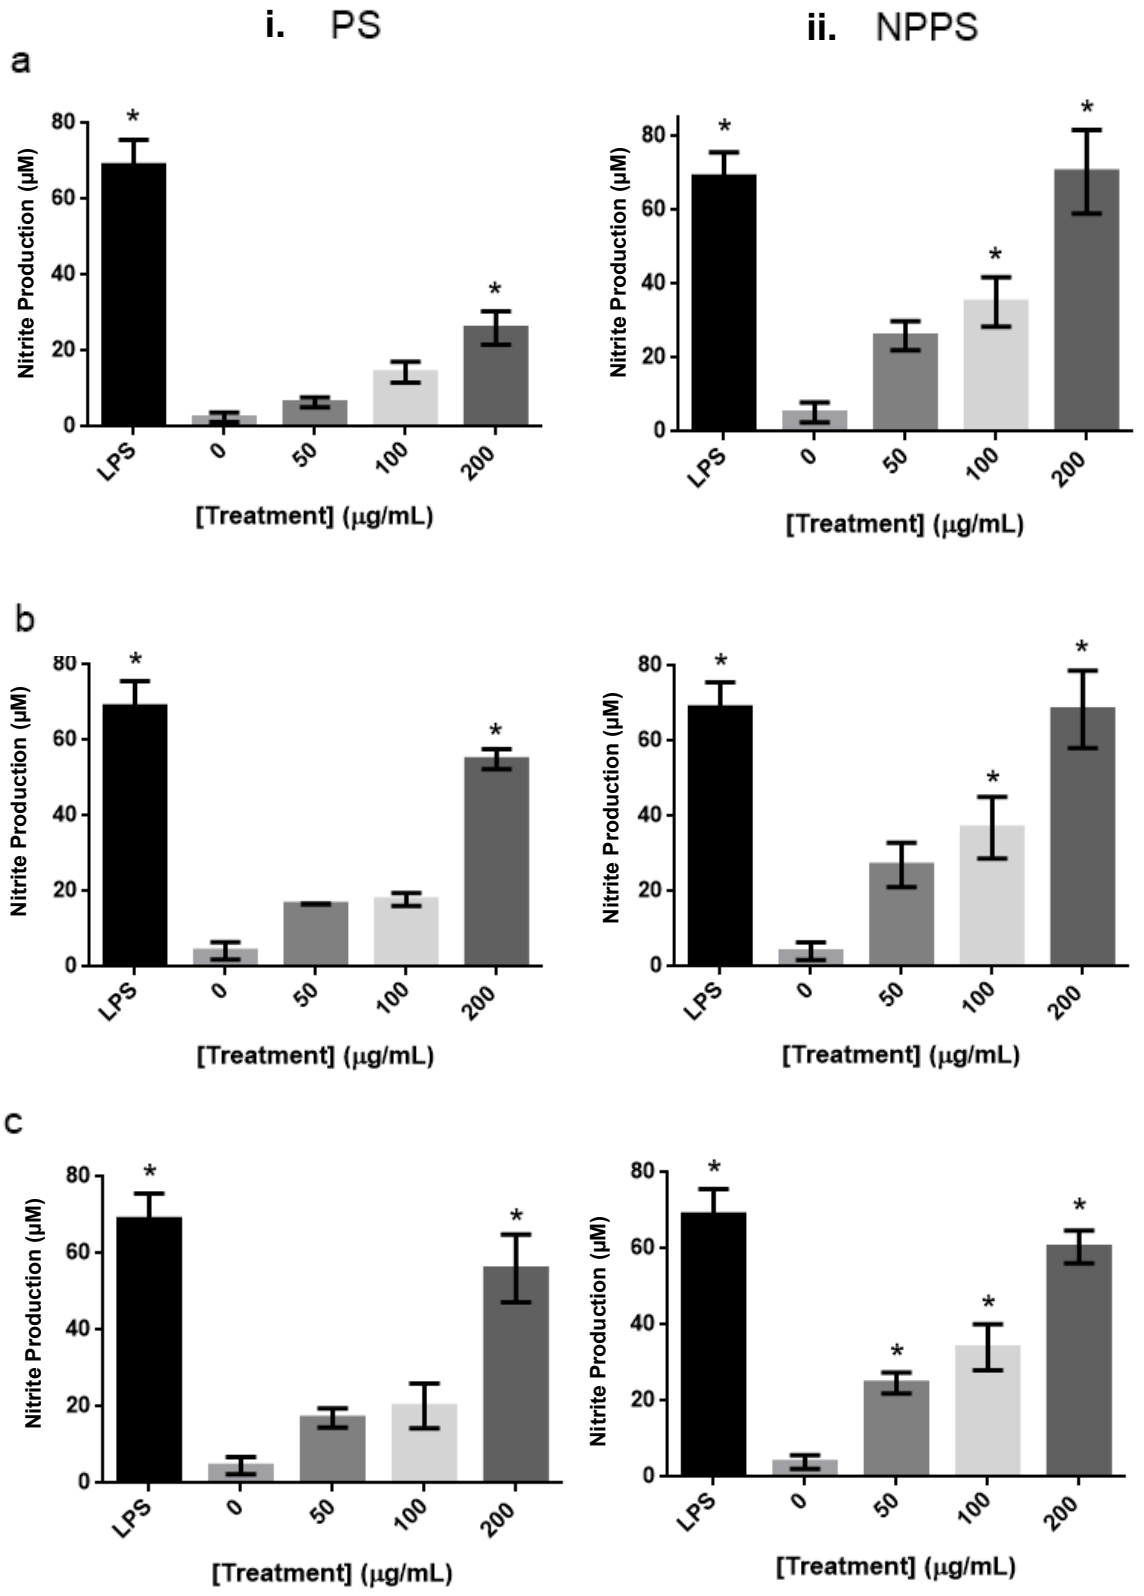 i. PS
ii. NPPS
a
Nitrite Production (µM)
80
60
40
20
0
*
*
LPS 0 50 100 200
[Treatment] (µg/mL)
Nitrite Production (µM)
80
60
40
20
0
*
*
*
LPS 0 50 100 200
[Treatment] (µg/mL)
b
Nitrite Production (µM)
80
60
40
20
0
*
*
LPS 0 50 100 200
[Treatment] (µg/mL)
Nitrite Production (µM)
80
60
40
20
0
*
*
*
LPS 0 50 100 200
[Treatment] (µg/mL)
c
Nitrite Production (µM)
80
60
40
20
0
*
*
LPS 0 50 100 200
[Treatment] (µg/mL)
Nitrite Production (µM)
80
60
40
20
0
*
*
*
*
LPS 0 50 100 200
[Treatment] (µg/mL)